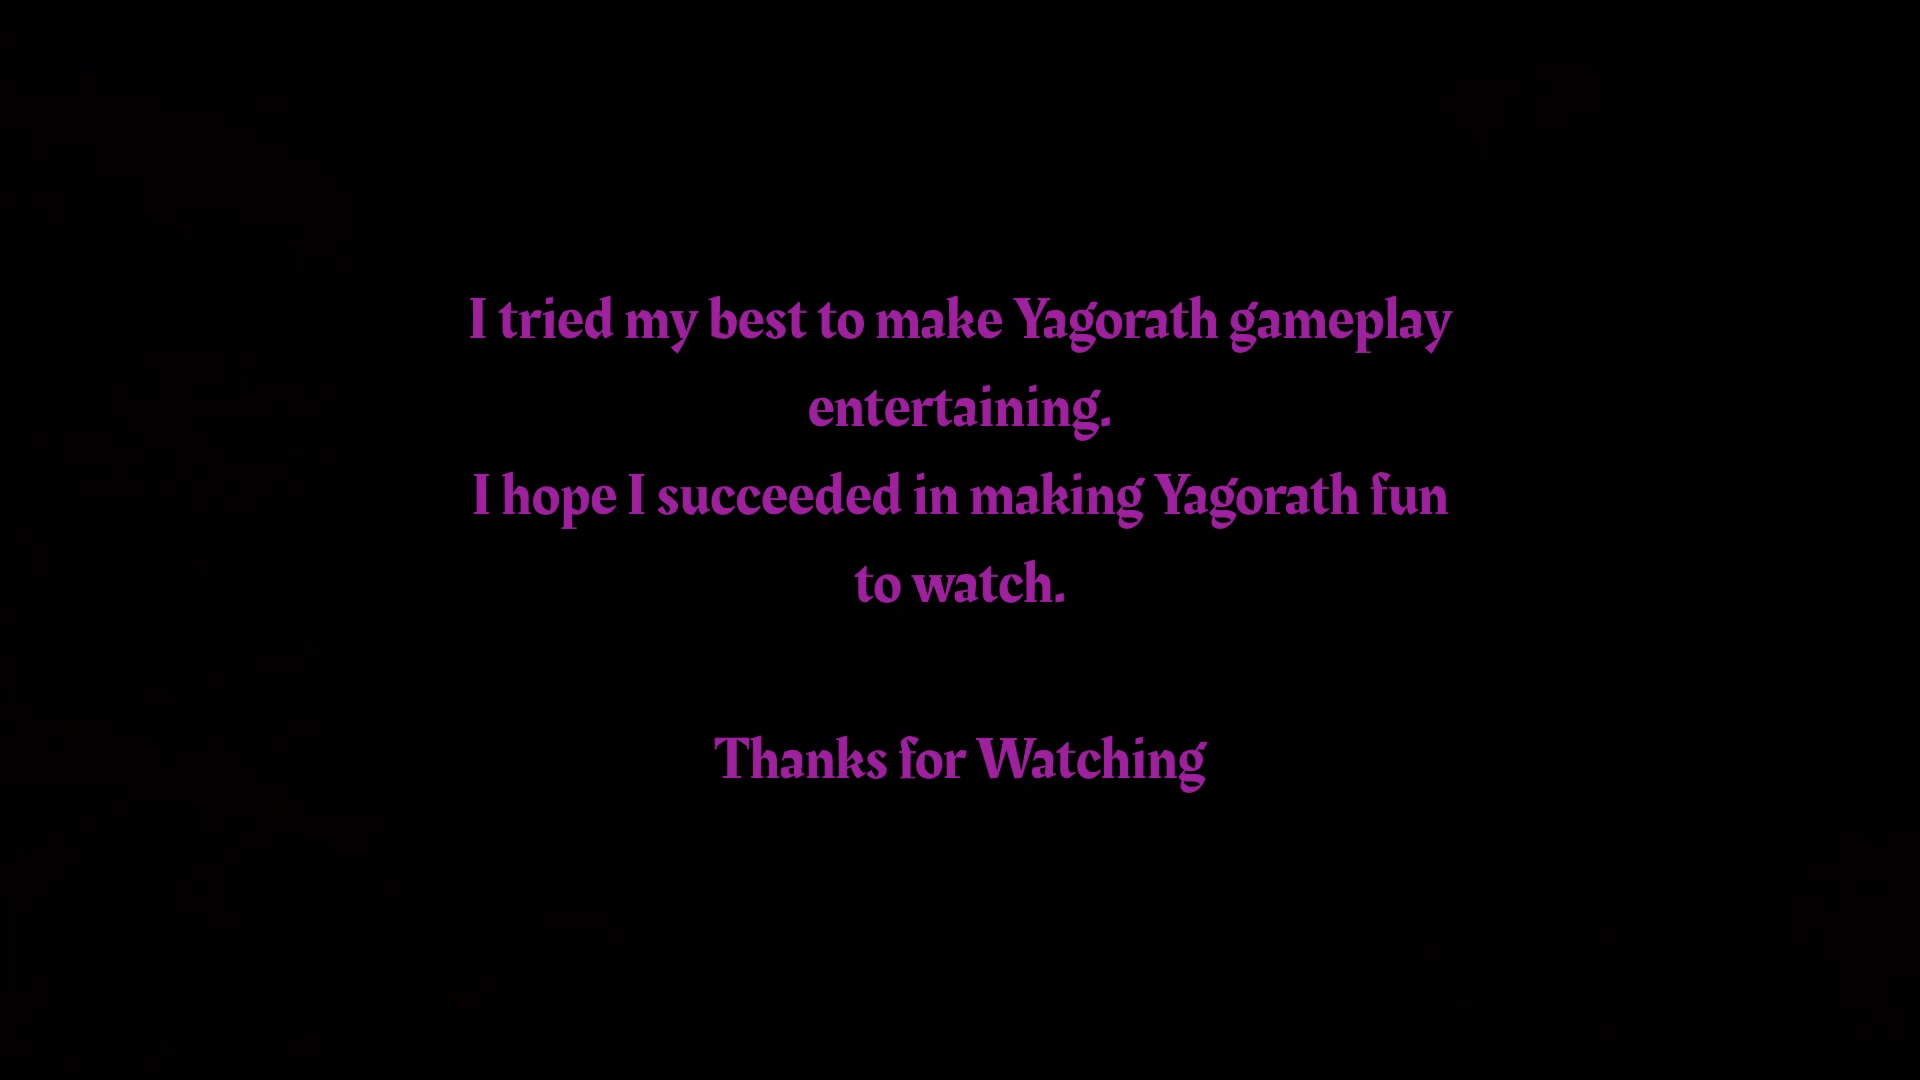 I tried my best to make Yagorath gameplay
entertaining.
I hope I succeeded in making Yagorath fun
to watch.
Thanks for Watching